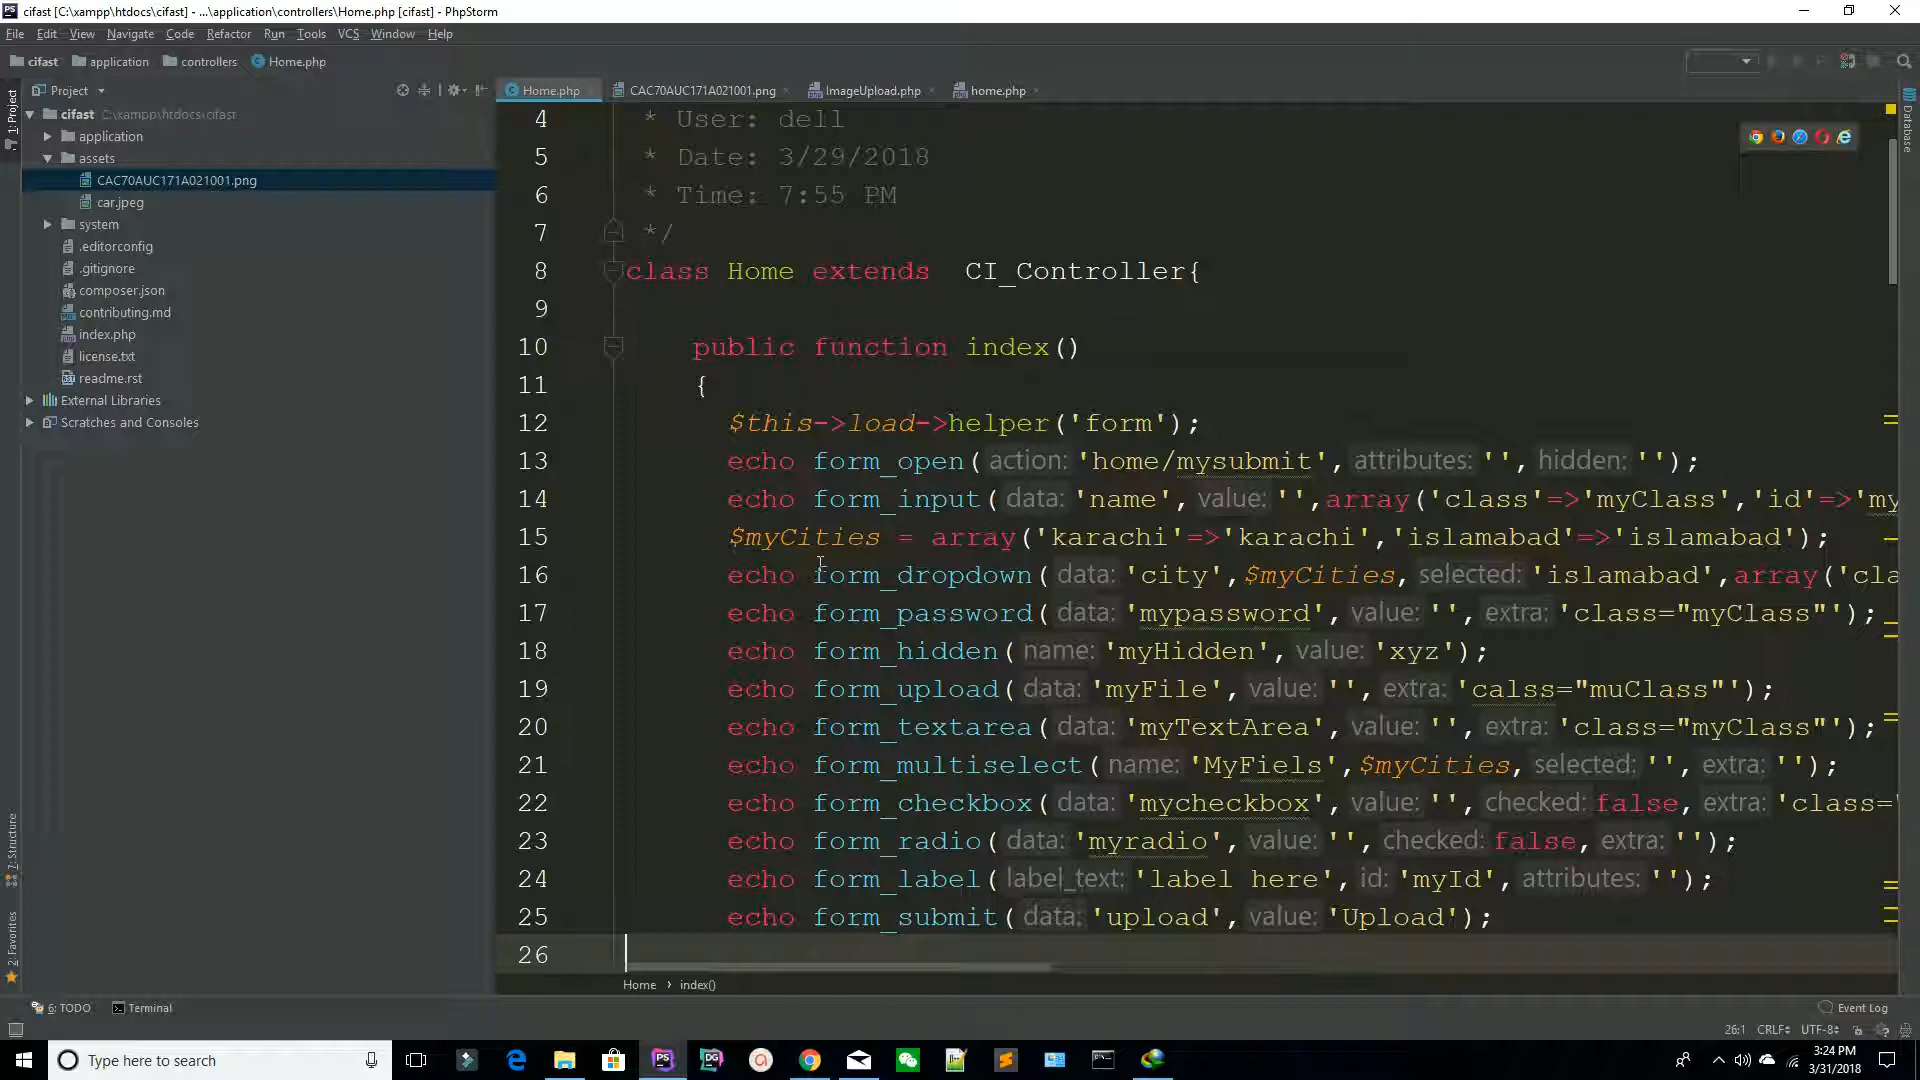 cifast [C:\xampp\htdocs\cifast] - ...\application\controllers\Home.php [cifast] - PhpStorm
File Edit View Navigate Code Refactor Run Tools VCS Window Help
cifast application controllers Home.php
Project
Home.php CAC70AUC171A021001.png ImageUpload.php home.php
1: Project
cifast C:\xampp\htdocs\cifast
application
assets
CAC70AUC171A021001.png
car.jpeg
system
.editorconfig
.gitignore
composer.json
contributing.md
index.php
license.txt
readme.rst
External Libraries
Scratches and Consoles
7: Structure
2: Favorites
Database
4 * User: dell
5 * Date: 3/29/2018
6 * Time: 7:55 PM
7 */
8 class Home extends CI_Controller{
9
10 public function index()
11 {
12 $this->load->helper('form');
13 echo form_open( action: 'home/mysubmit', attributes: '', hidden: '');
14 echo form_input( data: 'name', value: '',array('class'=>'myClass','id'=>'my
15 $myCities = array('karachi'=>'karachi','islamabad'=>'islamabad');
16 echo form_dropdown( data: 'city',$myCities, selected: 'islamabad',array('cla
17 echo form_password( data: 'mypassword', value: '', extra: 'class="myClass"');
18 echo form_hidden( name: 'myHidden', value: 'xyz');
19 echo form_upload( data: 'myFile', value: '', extra: 'calss="muClass"');
20 echo form_textarea( data: 'myTextArea', value: '', extra: 'class="myClass"');
21 echo form_multiselect( name: 'MyFiels',$myCities, selected: '', extra: '');
22 echo form_checkbox( data: 'mycheckbox', value: '', checked: false, extra: 'class="
23 echo form_radio( data: 'myradio', value: '', checked: false, extra: '');
24 echo form_label( label_text: 'label here', id: 'myId', attributes: '');
25 echo form_submit( data: 'upload', value: 'Upload');
26
Home › index()
6: TODO Terminal Event Log
26:1 CRLF UTF-8
Type here to search
3:24 PM
3/31/2018